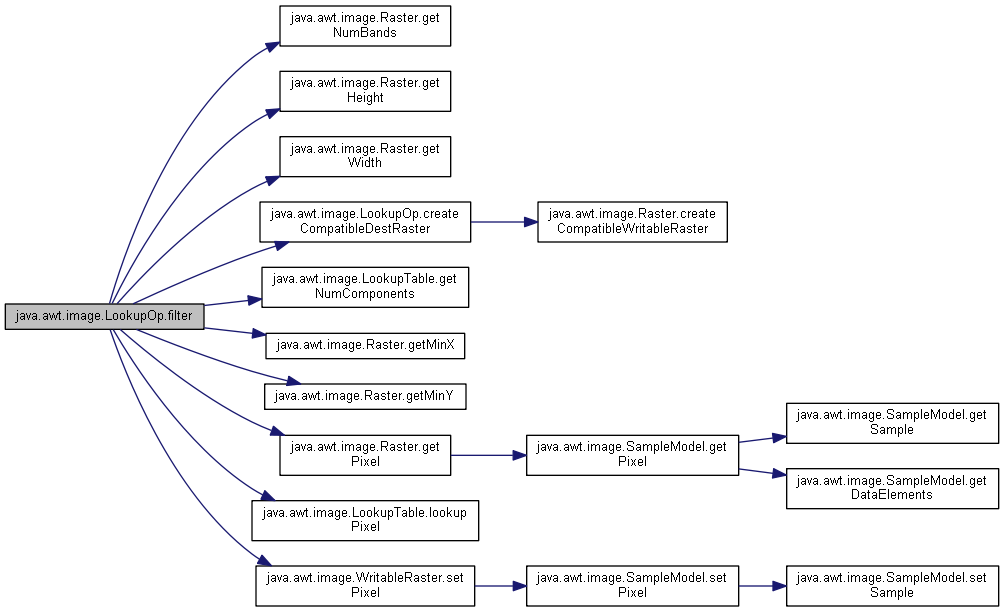 java.awt.image.Raster.get
NumBands
java.awt.image.Raster.get
Height
java.awt.image.Raster.get
Width
java.awt.image.LookupOp.create
CompatibleDestRaster
java.awt.image.Raster.create
CompatibleWritableRaster
java.awt.image.LookupTable.get
NumComponents
java.awt.image.LookupOp.filter
java.awt.image.Raster.getMinX
java.awt.image.Raster.getMinY
java.awt.image.Raster.get
Pixel
java.awt.image.SampleModel.get
Pixel
java.awt.image.SampleModel.get
Sample
java.awt.image.SampleModel.get
DataElements
java.awt.image.LookupTable.lookup
Pixel
java.awt.image.WritableRaster.set
Pixel
java.awt.image.SampleModel.set
Pixel
java.awt.image.SampleModel.set
Sample